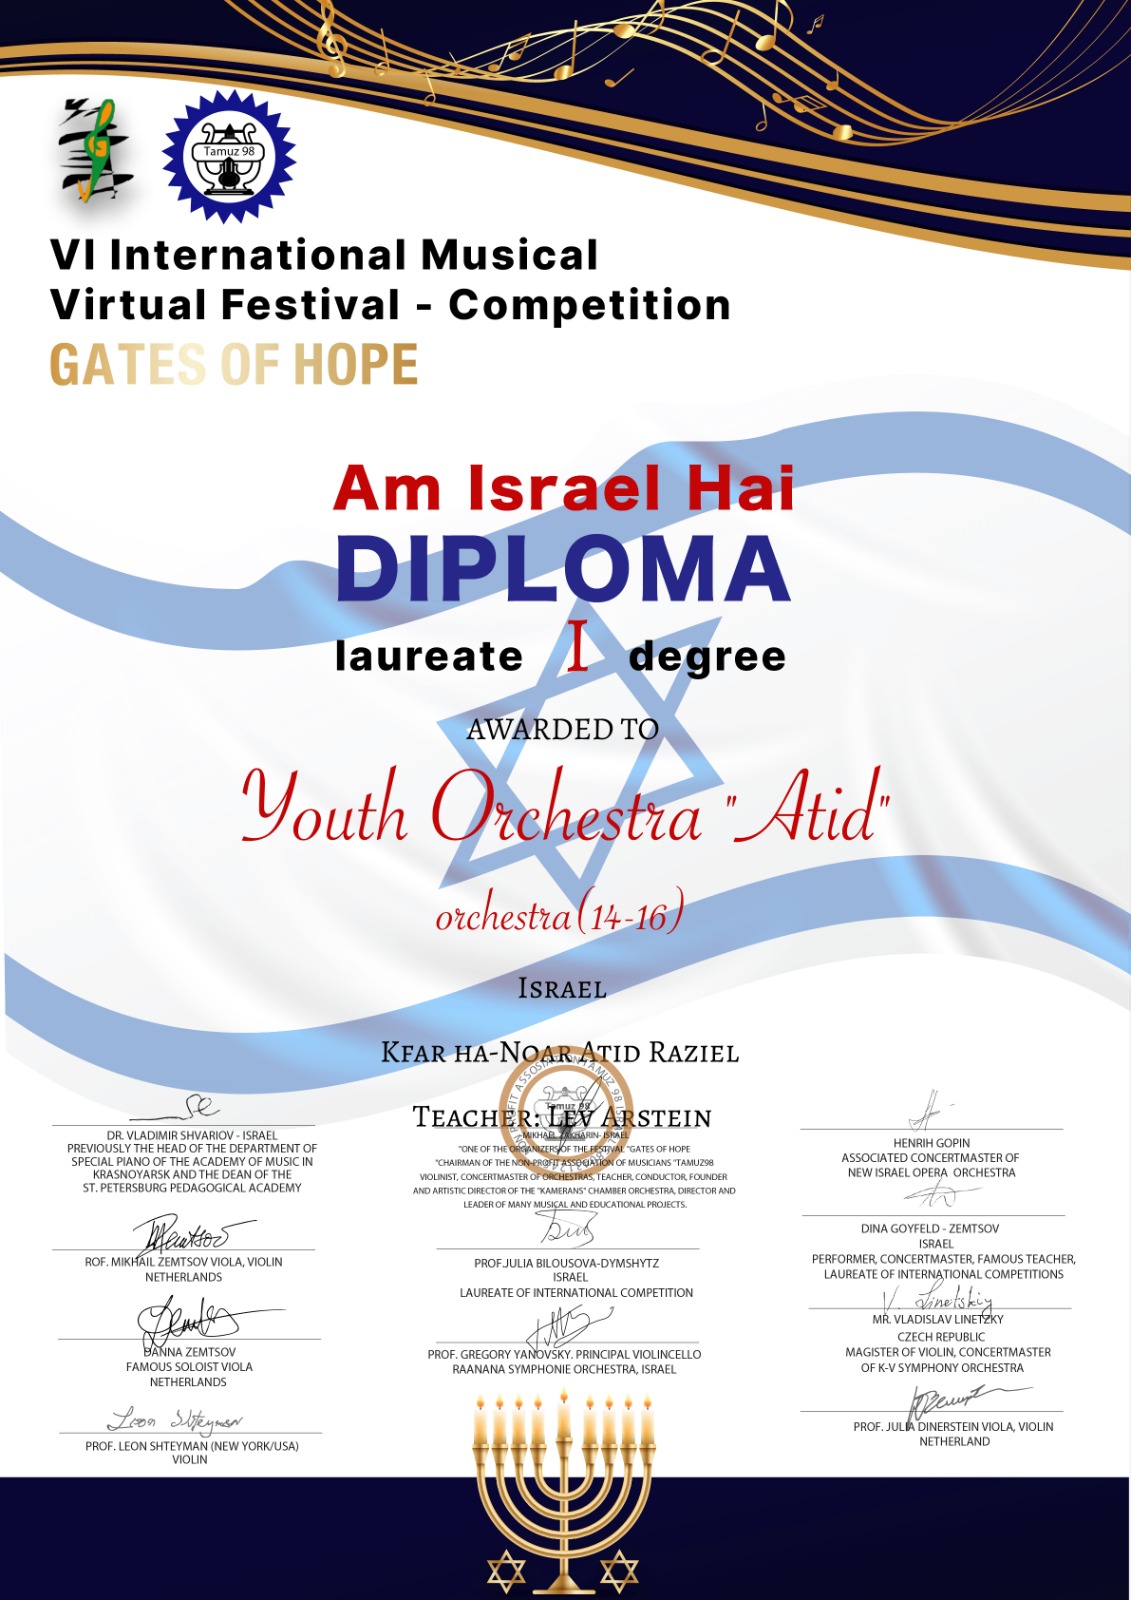 Tamuz 98
VI International Musical
Virtual Festival - Competition
GATES OF HOPE
Am Israel Hai
DIPLOMA
laureate I degree
AWARDED TO
Youth Orchestra " Atid"
orchestra(14-16)
ISRAEL
KFAR HA-NOAR ATID RAZIEL
TEACHER: LEV ARSTEIN
Tamuz 98
DR. VLADIMIR SHVARIOV - ISRAEL
PREVIOUSLY THE HEAD OF THE DEPARTMENT OF
SPECIAL PIANO OF THE ACADEMY OF MUSIC IN
KRASNOYARSK AND THE DEAN OF THE
ST. PETERSBURG PEDAGOGICAL ACADEMY
ROF. MIKHAIL ZEMTSOV VIOLA, VIOLIN
NETHERLANDS
DANNA ZEMTSOV
FAMOUS SOLOIST VIOLA
NETHERLANDS
Leon Shteyman
PROF. LEON SHTEYMAN (NEW YORK/USA)
VIOLIN
MIKHAEL ZAKHARIN- ISRAEL
"ONE OF THE ORGANIZERS OF THE FESTIVAL "GATES OF HOPE
"CHAIRMAN OF THE NON-PROFIT ASSOCIATION OF MUSICIANS "TAMUZ98
VIOLINIST, CONCERTMASTER OF ORCHESTRAS, TEACHER, CONDUCTOR, FOUNDER
AND ARTISTIC DIRECTOR OF THE "KAMERANS" CHAMBER ORCHESTRA, DIRECTOR AND
LEADER OF MANY MUSICAL AND EDUCATIONAL PROJECTS.
PROF.JULIA BILOUSOVA-DYMSHYTZ
ISRAEL
LAUREATE OF INTERNATIONAL COMPETITION
PROF. GREGORY YANOVSKY. PRINCIPAL VIOLINCELLO
RAANANA SYMPHONIE ORCHESTRA, ISRAEL
HENRIH GOPIN
ASSOCIATED CONCERTMASTER OF
NEW ISRAEL OPERA ORCHESTRA
DINA GOYFELD - ZEMTSOV
ISRAEL
PERFORMER, CONCERTMASTER, FAMOUS TEACHER,
LAUREATE OF INTERNATIONAL COMPETITIONS
V. Linetskiy
MR. VLADISLAV LINETZKY
CZECH REPUBLIC
MAGISTER OF VIOLIN, CONCERTMASTER
OF K-V SYMPHONY ORCHESTRA
PROF. JULIA DINERSTEIN VIOLA, VIOLIN
NETHERLAND